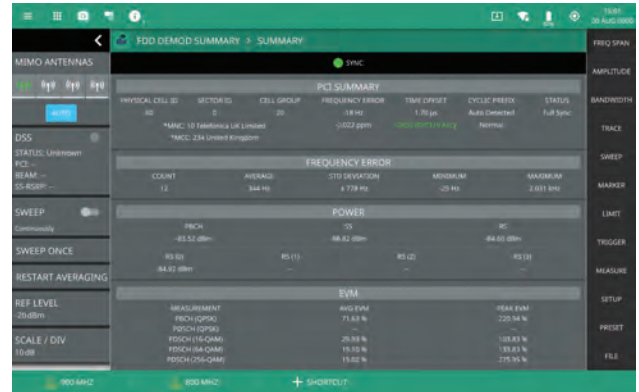 15:01
FDD DEMOD SUMMARY > SUMMARY
FREQ SPAN
MIMO ANTENNAS
SYNC
AMPLITUDE
PCI SUMMARY
PHYSICAL CELL ID SECTOR ID CELL GROUP FREQUENCY ERROR TIME OFFSET CYCLIC PREFIX STATUS
60 0 20 -18 Hz 1.70 µs Auto Detected Full Sync
*MNC: 10 Telefonica UK Limited -0.023 ppm Normal
*MCC: 234 United Kingdom
AUTO
BANDWIDTH
TRACE
DSS
STATUS: Unknown
PCI: --
BEAM: --
SS-RSRP: --
FREQUENCY ERROR
COUNT AVERAGE STD DEVIATION MINIMUM MAXIMUM
12 344 Hz 6.778 Hz -25 Hz 2.031 kHz
SWEEP
MARKER
SWEEP
Continuously
POWER
PBCH SS RS
-83.52 dBm -88.82 dBm -84.60 dBm
RS (0) RS (1) RS (2) RS (3)
-84.92 dBm -- -- --
LIMIT
TRIGGER
SWEEP ONCE
RESTART AVERAGING
MEASURE
REF LEVEL
-20dBm
EVM
MEASUREMENT AVG EVM PEAK EVM
PBCH (QPSK) 71.63 % 220.94 %
PDSCH (QPSK) -- --
PDSCH (16-QAM) 29.98 % 103.83 %
PDSCH (64-QAM) 19.10 % 133.83 %
PDSCH (256-QAM) 15.02 % 275.95 %
SETUP
PRESET
SCALE / DIV
10dB
FILE
900 MHZ 800 MHZ + SHORTCUT